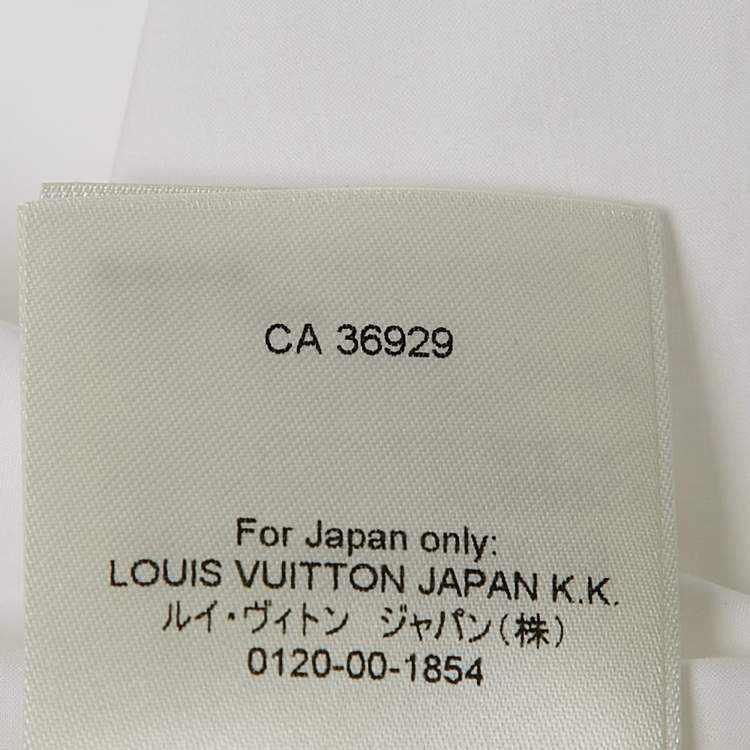 CA 36929
For Japan only:
LOUIS VUITTON JAPAN K.K.
ルイ・ヴィトン ジャパン(株)
0120-00-1854